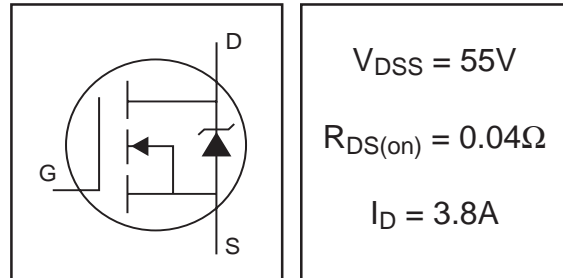 D
G
S
VDSS = 55V
RDS(on) = 0.04Ω
ID = 3.8A